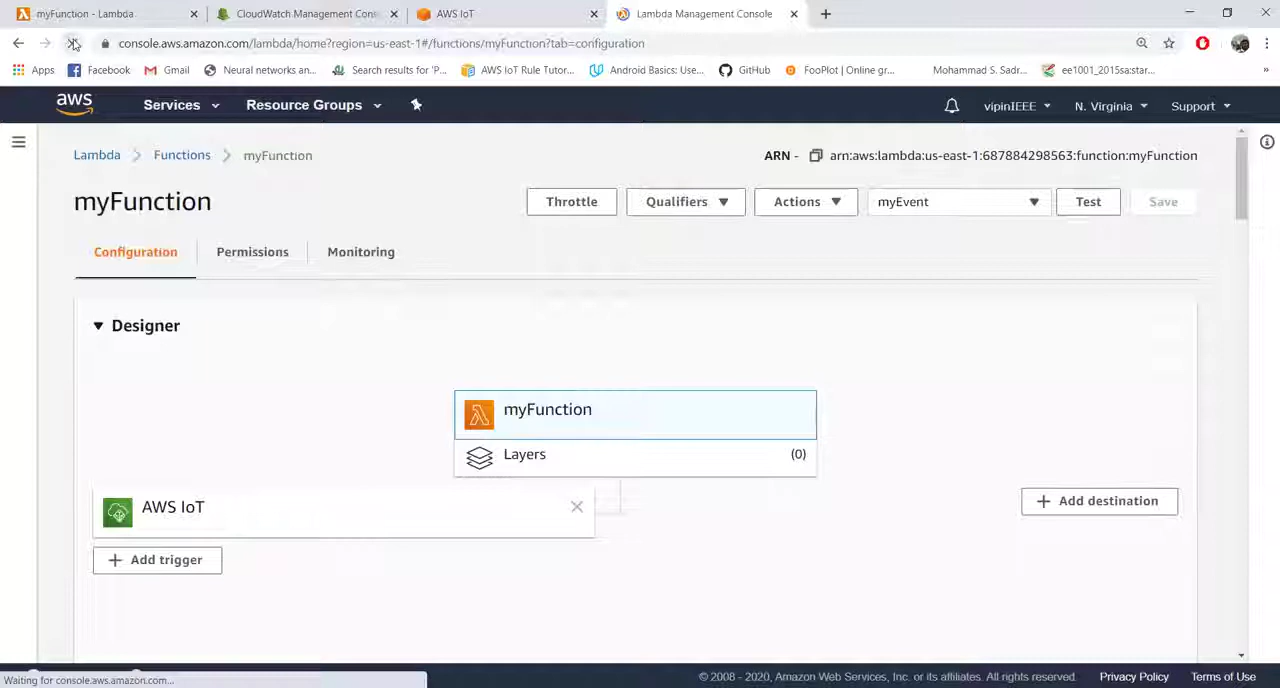 myFunction - Lambda
CloudWatch Management Cons
AWS IoT
Lambda Management Console
console.aws.amazon.com/lambda/home?region=us-east-1#/functions/myFunction?tab=configuration
Apps Facebook Gmail Neural networks an... Search results for 'P... AWS IoT Rule Tutor... Android Basics: Use... GitHub FooPlot | Online gr... Mohammad S. Sadr... ee1001_2015sa:star... »
aws Services Resource Groups vipinIEEE N. Virginia Support
Lambda > Functions > myFunction
ARN - arn:aws:lambda:us-east-1:687884298563:function:myFunction
myFunction
Throttle Qualifiers Actions myEvent Test Save
Configuration Permissions Monitoring
Designer
myFunction
Layers (0)
AWS IoT
+ Add destination
+ Add trigger
Waiting for console.aws.amazon.com...
© 2008 - 2020, Amazon Web Services, Inc. or its affiliates. All rights reserved. Privacy Policy Terms of Use